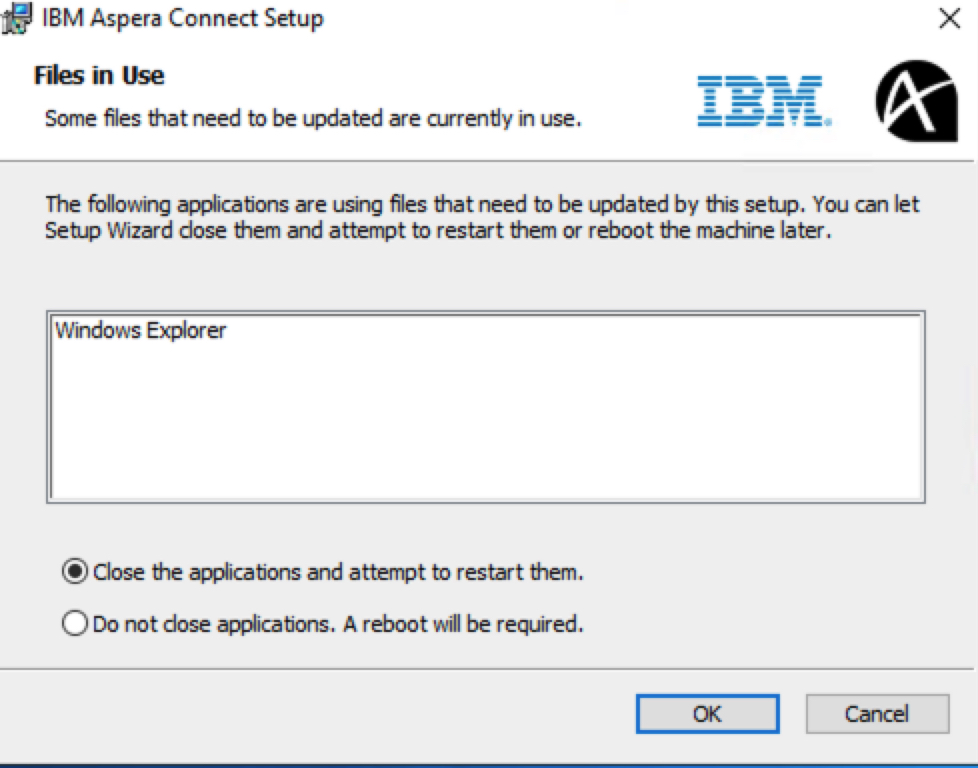 IBM Aspera Connect Setup
Files in Use
Some files that need to be updated are currently in use.
IBM.
The following applications are using files that need to be updated by this setup. You can let
Setup Wizard close them and attempt to restart them or reboot the machine later.
Windows Explorer
Close the applications and attempt to restart them.
Do not close applications. A reboot will be required.
OK
Cancel